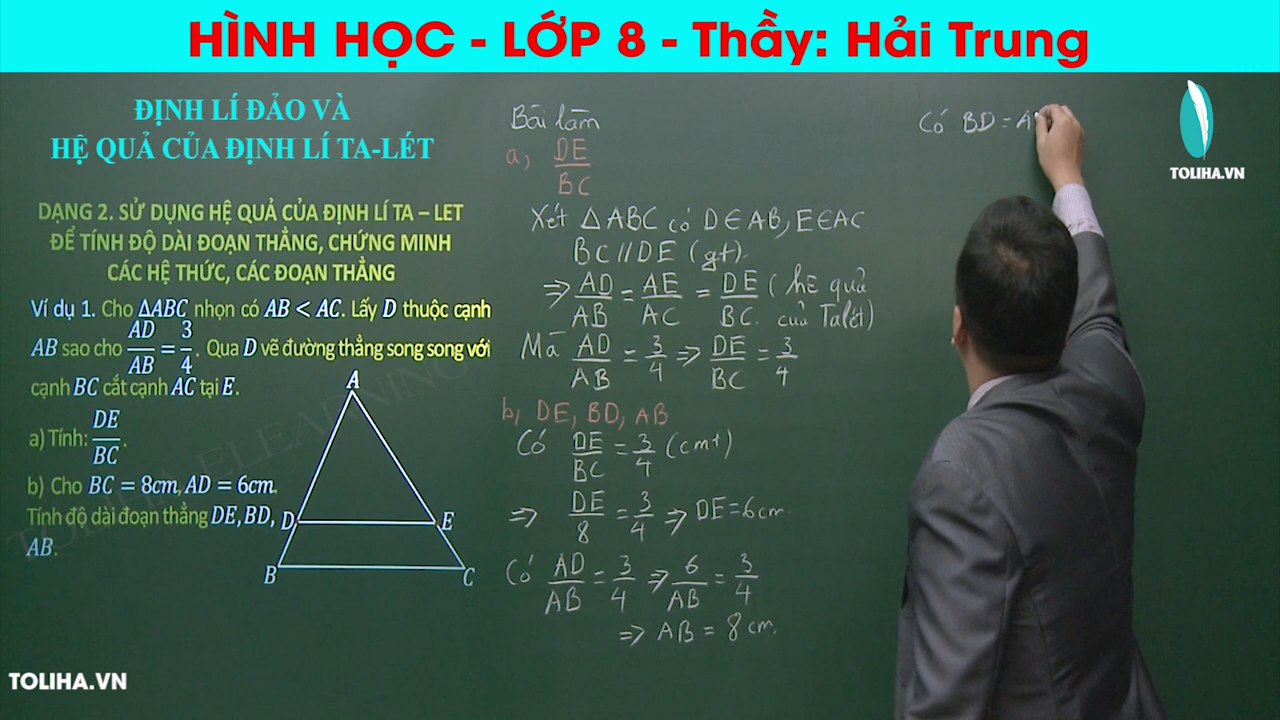 HÌNH HỌC - LỚP 8 - Thầy: Hải Trung
ĐỊNH LÍ ĐẢO VÀ
HỆ QUẢ CỦA ĐỊNH LÍ TA-LÉT
DẠNG 2. SỬ DỤNG HỆ QUẢ CỦA ĐỊNH LÍ TA – LET
ĐỂ TÍNH ĐỘ DÀI ĐOẠN THẲNG, CHỨNG MINH
CÁC HỆ THỨC, CÁC ĐOẠN THẲNG
Ví dụ 1. Cho ΔABC nhọn có AB < AC. Lấy D thuộc cạnh
AB sao cho AD/AB = 3/4. Qua D vẽ đường thẳng song song với
cạnh BC cắt cạnh AC tại E.
a) Tính: DE/BC.
b) Cho BC = 8cm, AD = 6cm.
Tính độ dài đoạn thẳng DE, BD,
AB.
A
D
E
B
C
TOLIHA ELEARNING
TOLIHA.VN
Bài làm
a, DE/BC
Xét Δ ABC có D ∈ AB, E ∈ AC
BC // DE (gt).
⇒ AD/AB = AE/AC = DE/BC (hệ quả
của Talét)
Mà AD/AB = 3/4 ⇒ DE/BC = 3/4
b, DE, BD, AB
Có DE/BC = 3/4 (cmt)
⇒ DE/8 = 3/4 ⇒ DE = 6cm
Có AD/AB = 3/4 ⇒ 6/AB = 3/4
⇒ AB = 8cm.
Có BD = A
TOLIHA.VN